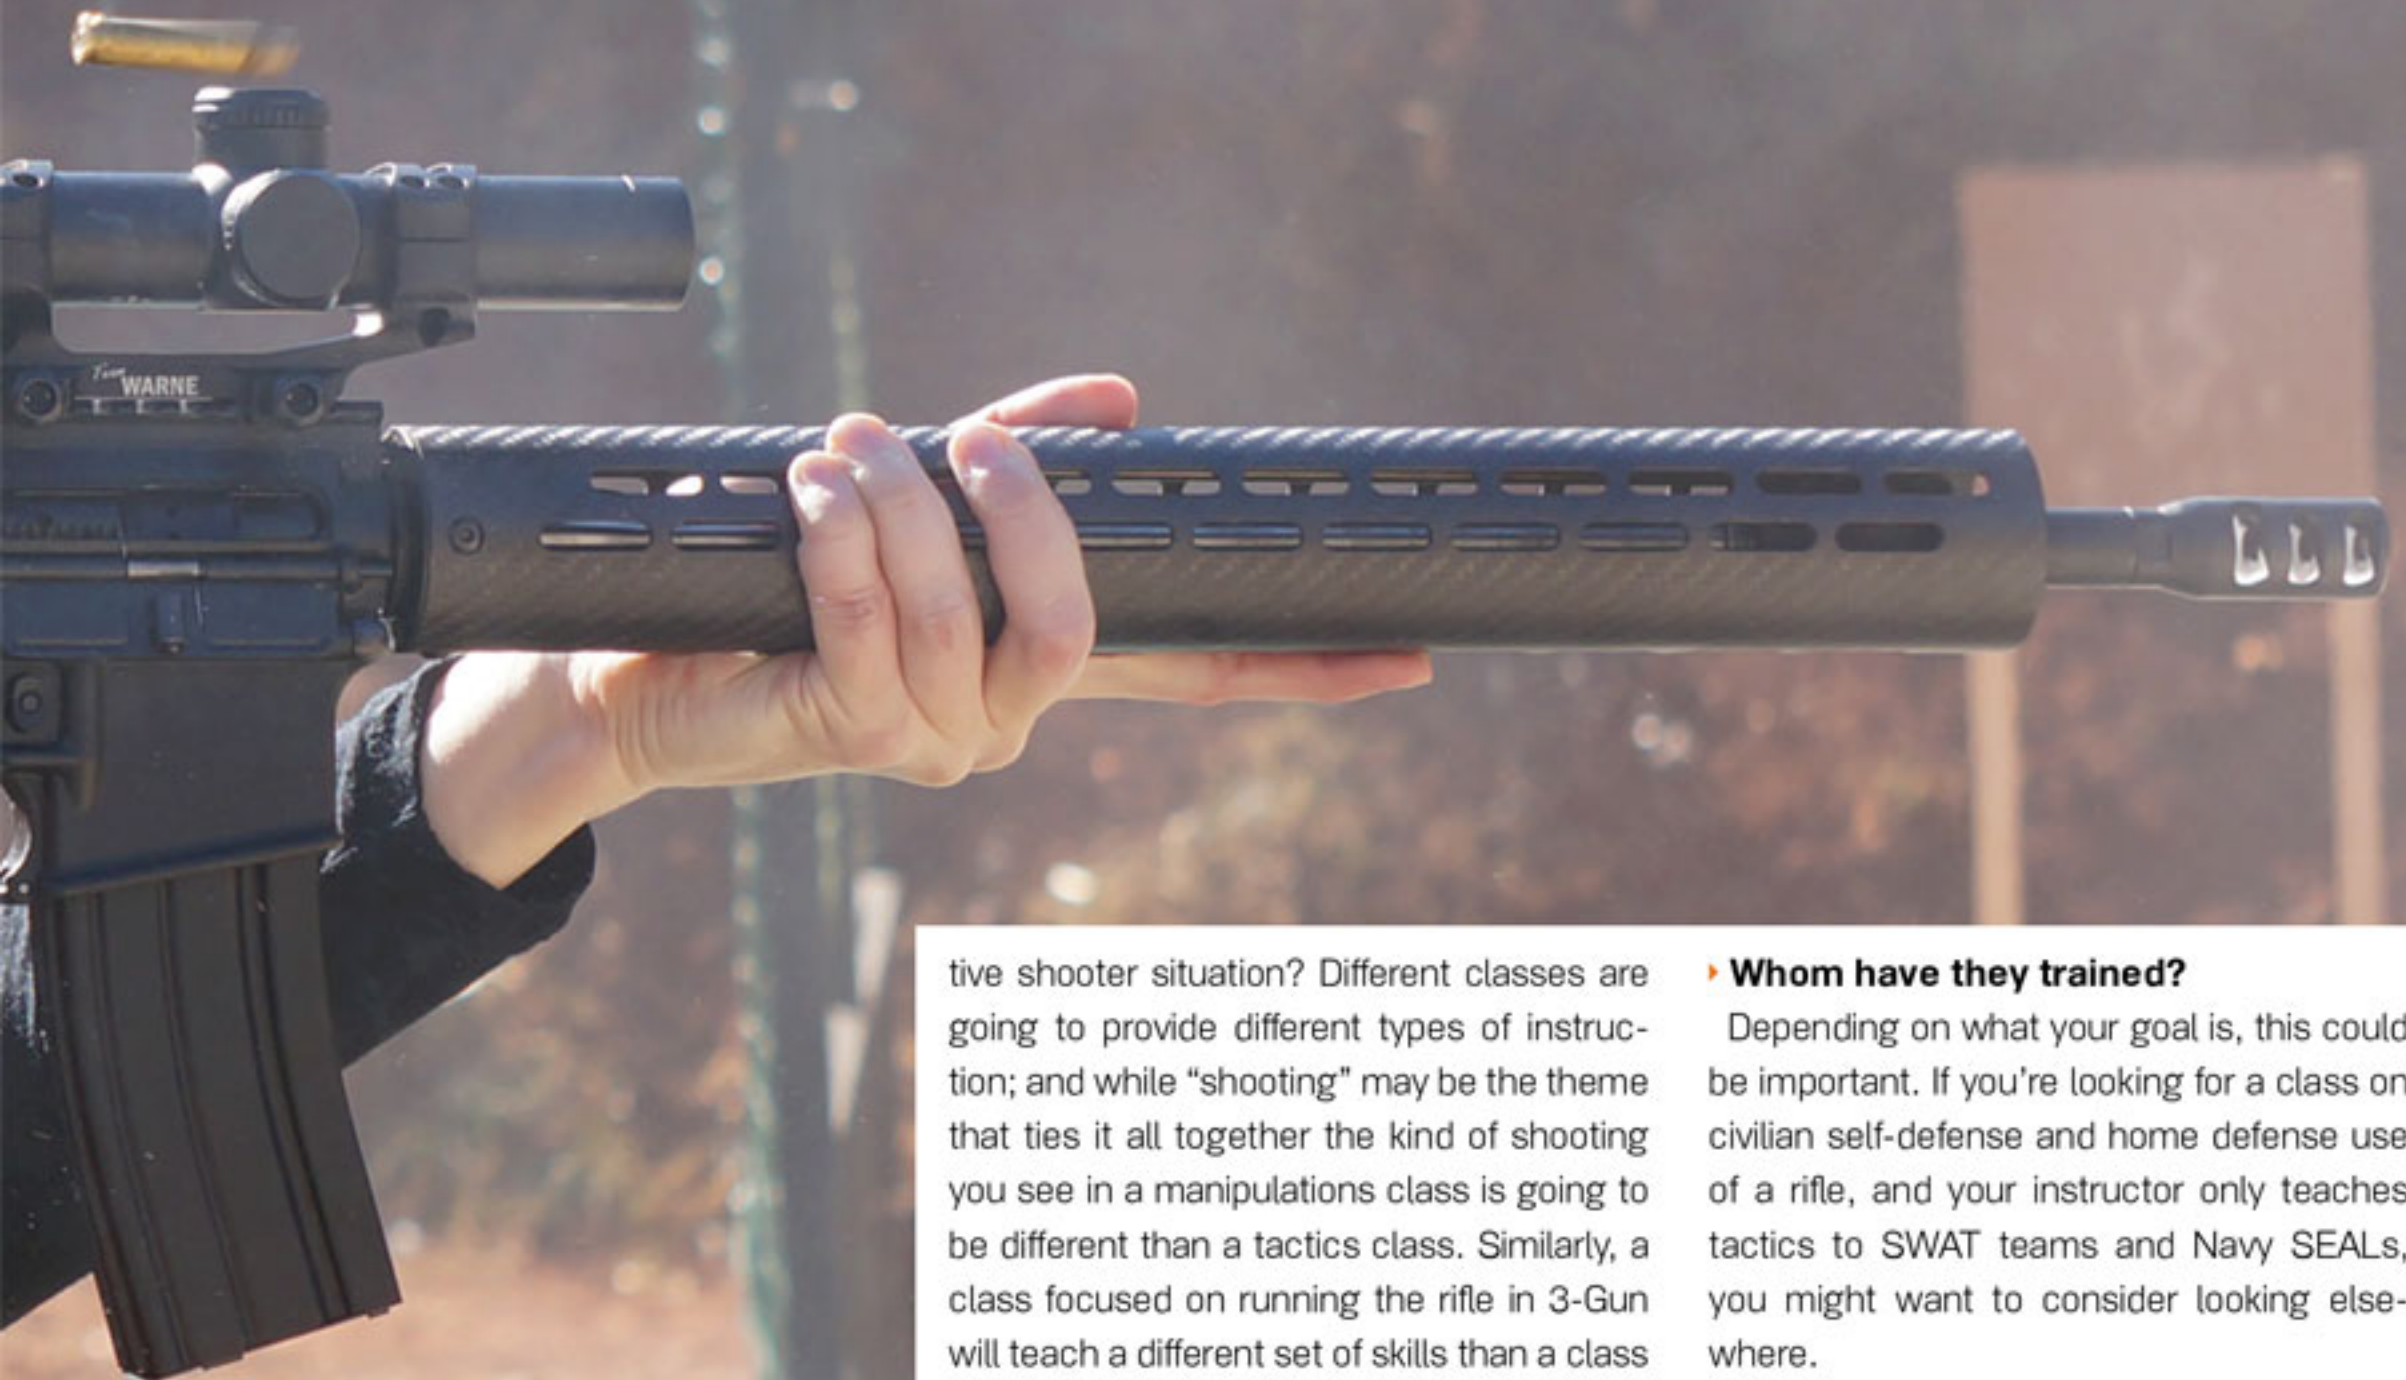 Team
WARNE
tive shooter situation? Different classes are
going to provide different types of instruc-
tion; and while “shooting” may be the theme
that ties it all together the kind of shooting
you see in a manipulations class is going to
be different than a tactics class. Similarly, a
class focused on running the rifle in 3-Gun
will teach a different set of skills than a class
Whom have they trained?
Depending on what your goal is, this could
be important. If you’re looking for a class on
civilian self-defense and home defense use
of a rifle, and your instructor only teaches
tactics to SWAT teams and Navy SEALs,
you might want to consider looking else-
where.